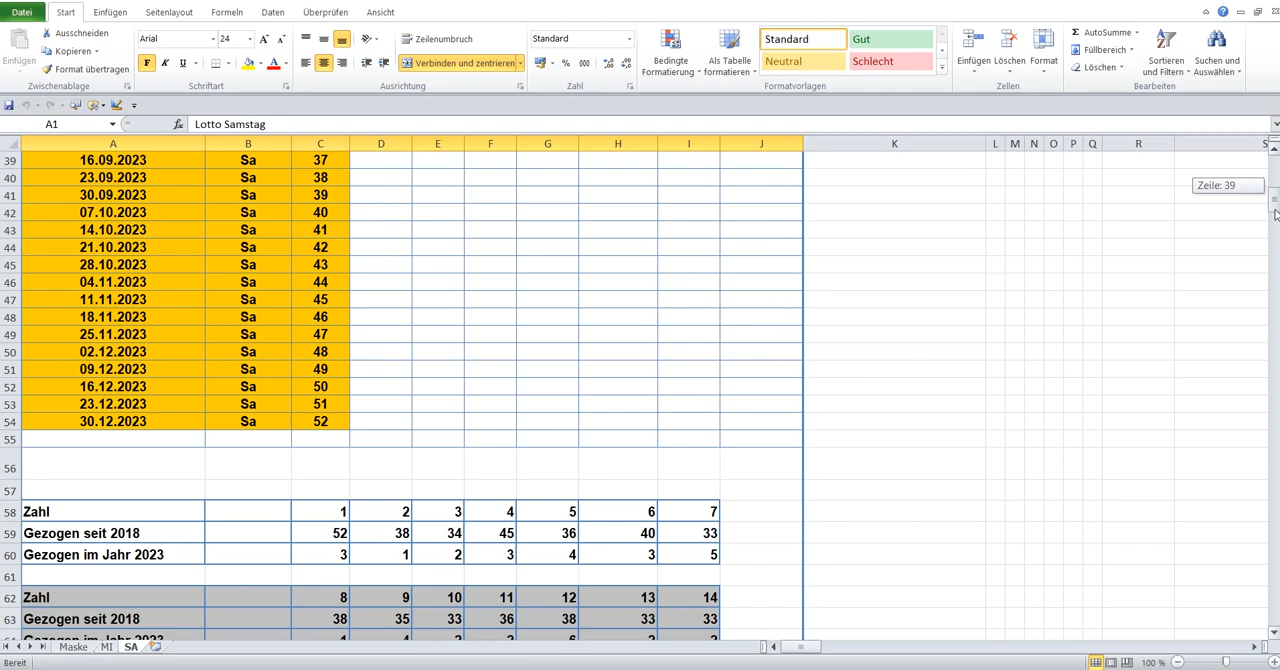 Datei Start Einfügen Seitenlayout Formeln Daten Überprüfen Ansicht
Ausschneiden
Kopieren
Format übertragen
Einfügen
Zwischenablage
Arial 24
F K U
Schriftart
Zeilenumbruch
Verbinden und zentrieren
Ausrichtung
Standard
% 000
Zahl
Bedingte Formatierung
Als Tabelle formatieren
Standard Gut
Neutral Schlecht
Formatvorlagen
Einfügen Löschen Format
Zellen
Σ AutoSumme
Füllbereich
Löschen
Sortieren und Filtern
Suchen und Auswählen
Bearbeiten
A1 fx Lotto Samstag
A B C D E F G H I J K L M N O P Q R S
39 16.09.2023 Sa 37
Zeile: 39
40 23.09.2023 Sa 38
41 30.09.2023 Sa 39
42 07.10.2023 Sa 40
43 14.10.2023 Sa 41
44 21.10.2023 Sa 42
45 28.10.2023 Sa 43
46 04.11.2023 Sa 44
47 11.11.2023 Sa 45
48 18.11.2023 Sa 46
49 25.11.2023 Sa 47
50 02.12.2023 Sa 48
51 09.12.2023 Sa 49
52 16.12.2023 Sa 50
53 23.12.2023 Sa 51
54 30.12.2023 Sa 52
55
56
57
58 Zahl 1 2 3 4 5 6 7
59 Gezogen seit 2018 52 38 34 45 36 40 33
60 Gezogen im Jahr 2023 3 1 2 3 4 3 5
61
62 Zahl 8 9 10 11 12 13 14
63 Gezogen seit 2018 38 35 33 36 38 33 33
Gezogen im Jahr 2023
Maske MI SA
Bereit 100 %